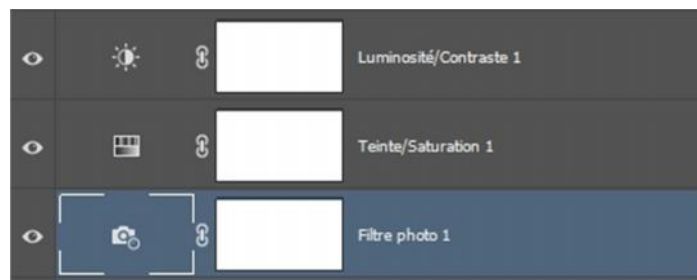 Luminosité/Contraste 1
Teinte/Saturation 1
Filtre photo 1